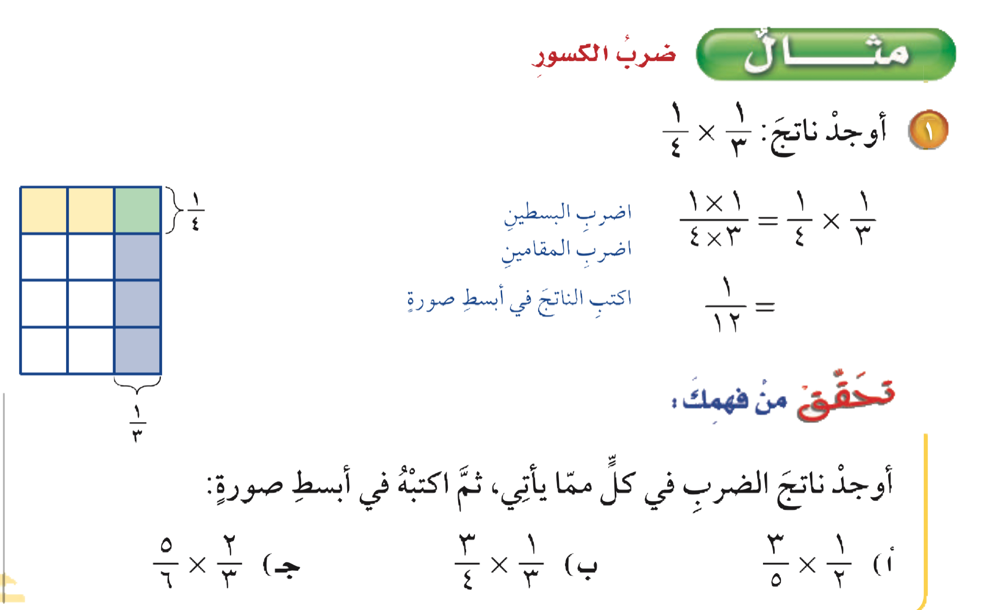 مثــالٌ ضربُ الكسورِ
١ أوجدْ ناتجَ: ١/٣ × ١/٤
١/٣ × ١/٤ = (١ × ١)/(٣ × ٤) اضربِ البسطينِ
اضربِ المقامينِ
= ١/١٢ اكتبِ الناتجَ في أبسطِ صورةٍ
١/٤
١/٣
تحَقَّقْ منْ فهمِكَ:
أوجدْ ناتجَ الضربِ في كلٍّ ممّا يأتِي، ثمَّ اكتبْهُ في أبسطِ صورةٍ:
أ) ١/٢ × ٣/٥ ب) ١/٣ × ٣/٤ جـ) ٢/٣ × ٥/٦